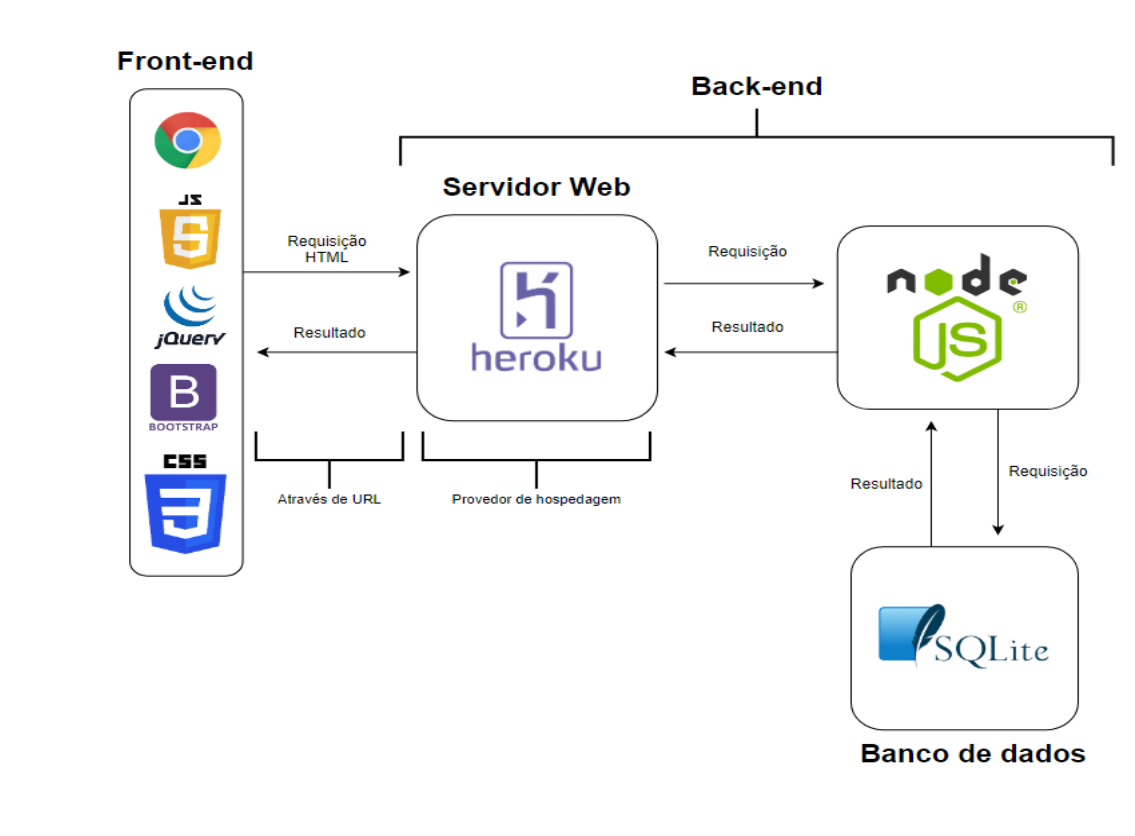 Front-end
Back-end
Servidor Web
JS
jQuery
B
BOOTSTRAP
CSS
Requisição
HTML
Resultado
heroku
Requisição
Resultado
node
JS
®
Através de URL
Provedor de hospedagem
Resultado
Requisição
SQLite
Banco de dados